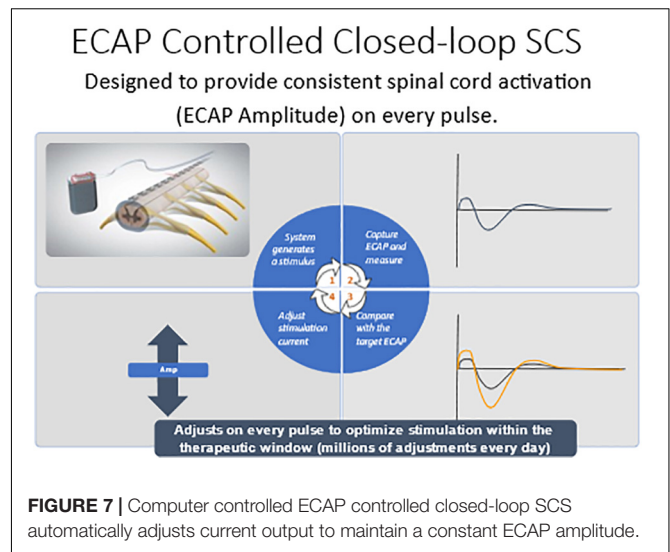 ECAP Controlled Closed-loop SCS
Designed to provide consistent spinal cord activation
(ECAP Amplitude) on every pulse.
System
generates
a stimulus
Capture
ECAP and
measure
1
2
4
3
Adjust
stimulation
current
Compare
with the
target ECAP
Amp
Adjusts on every pulse to optimize stimulation within the
therapeutic window (millions of adjustments every day)
FIGURE 7 | Computer controlled ECAP controlled closed-loop SCS
automatically adjusts current output to maintain a constant ECAP amplitude.